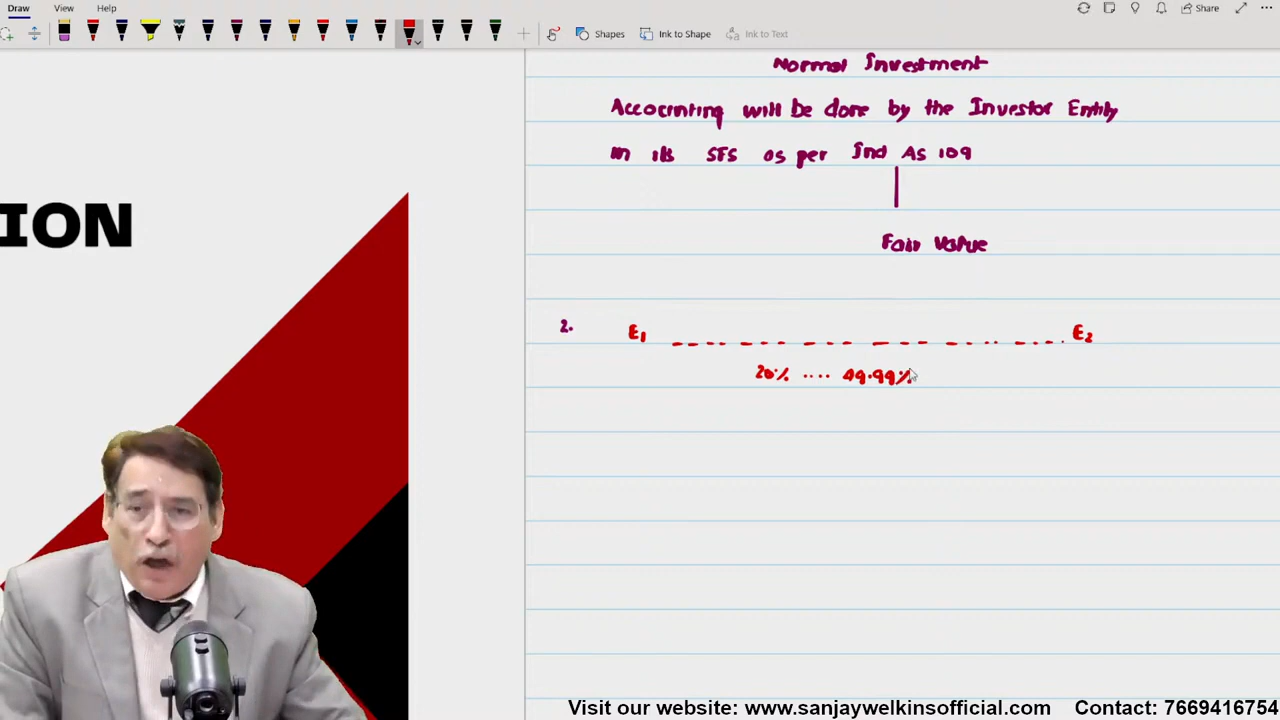 Draw View Help
Share
Shapes Ink to Shape Ink to Text
ION
Normal Investment
Accounting will be done by the Investor Entity
in its SFS as per Ind As 109
Fair Value
2. E1 E2
20% .... 49.99%
Visit our website: www.sanjaywelkinsofficial.com Contact: 7669416754